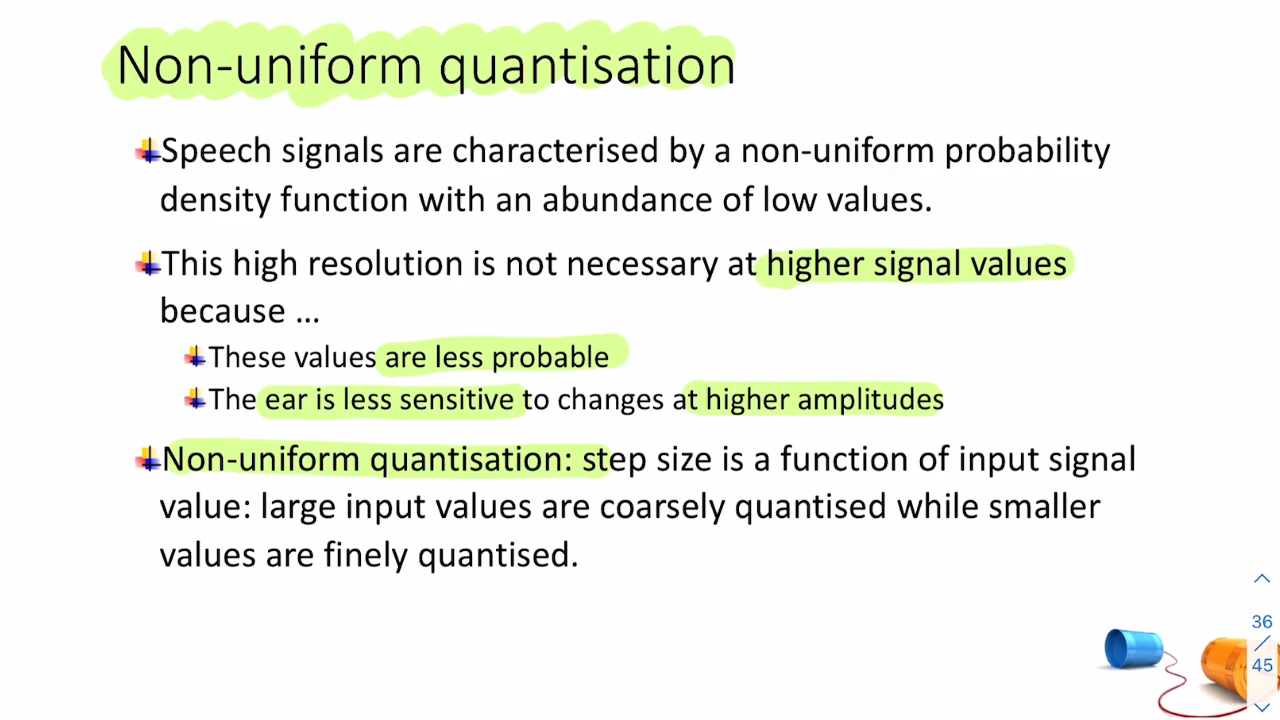 Non-uniform quantisation
Speech signals are characterised by a non-uniform probability
density function with an abundance of low values.
This high resolution is not necessary at higher signal values
because …
These values are less probable
The ear is less sensitive to changes at higher amplitudes
Non-uniform quantisation: step size is a function of input signal
value: large input values are coarsely quantised while smaller
values are finely quantised.
36
/
45